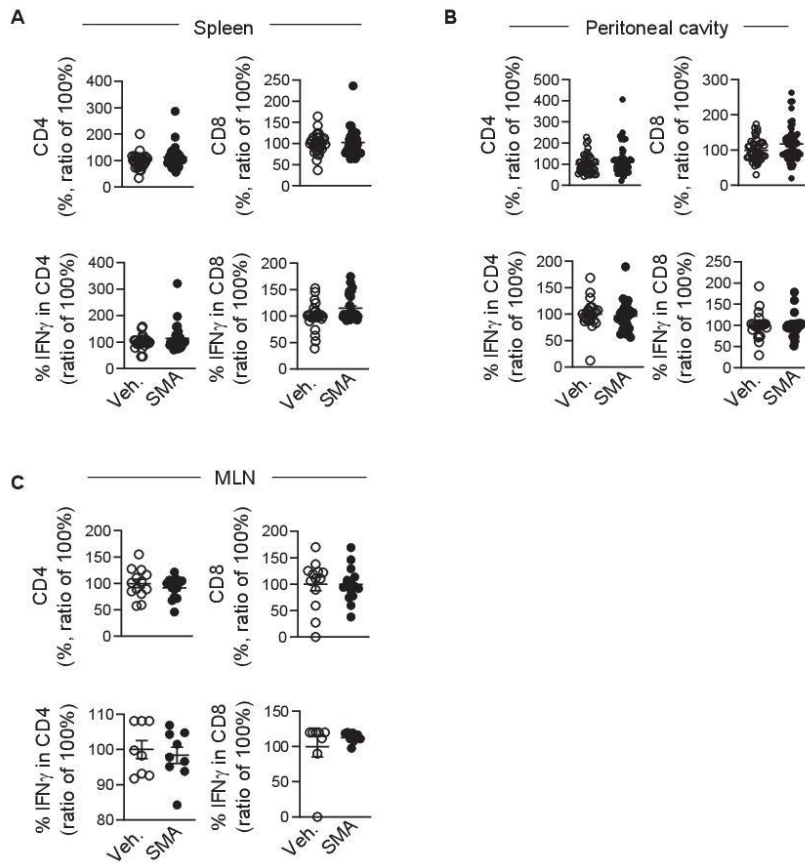 A
Spleen
CD4
(%, ratio of 100%)
400
300
200
100
0
CD8
(%, ratio of 100%)
250
200
150
100
50
0
% IFNγ in CD4
(ratio of 100%)
400
300
200
100
0
Veh.
SMA
% IFNγ in CD8
(ratio of 100%)
200
150
100
50
0
Veh.
SMA
B
Peritoneal cavity
CD4
(%, ratio of 100%)
500
400
300
200
100
0
CD8
(%, ratio of 100%)
300
200
100
0
% IFNγ in CD4
(ratio of 100%)
200
150
100
50
0
Veh.
SMA
% IFNγ in CD8
(ratio of 100%)
250
200
150
100
50
0
Veh.
SMA
C
MLN
CD4
(%, ratio of 100%)
200
150
100
50
0
CD8
(%, ratio of 100%)
200
150
100
50
0
% IFNγ in CD4
(ratio of 100%)
110
100
90
80
Veh.
SMA
% IFNγ in CD8
(ratio of 100%)
150
100
50
0
Veh.
SMA